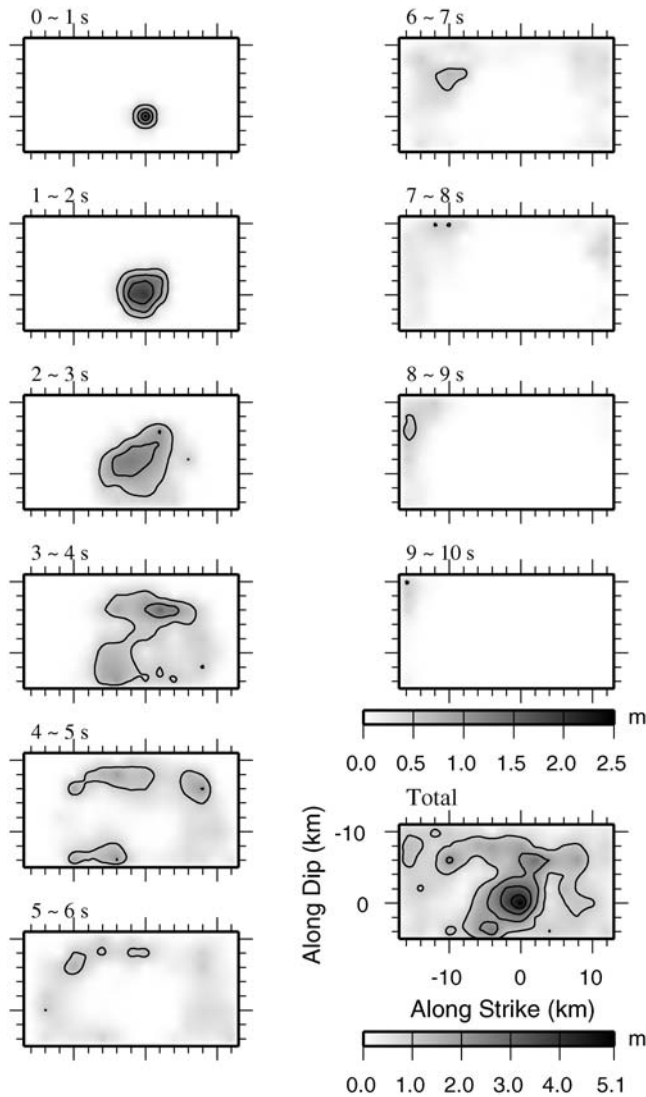 0 ~ 1 s
1 ~ 2 s
2 ~ 3 s
3 ~ 4 s
4 ~ 5 s
5 ~ 6 s
6 ~ 7 s
7 ~ 8 s
8 ~ 9 s
9 ~ 10 s
m
0.0 0.5 1.0 1.5 2.0 2.5
Total
Along Dip (km)
-10
0
-10 0 10
Along Strike (km)
m
0.0 1.0 2.0 3.0 4.0 5.1